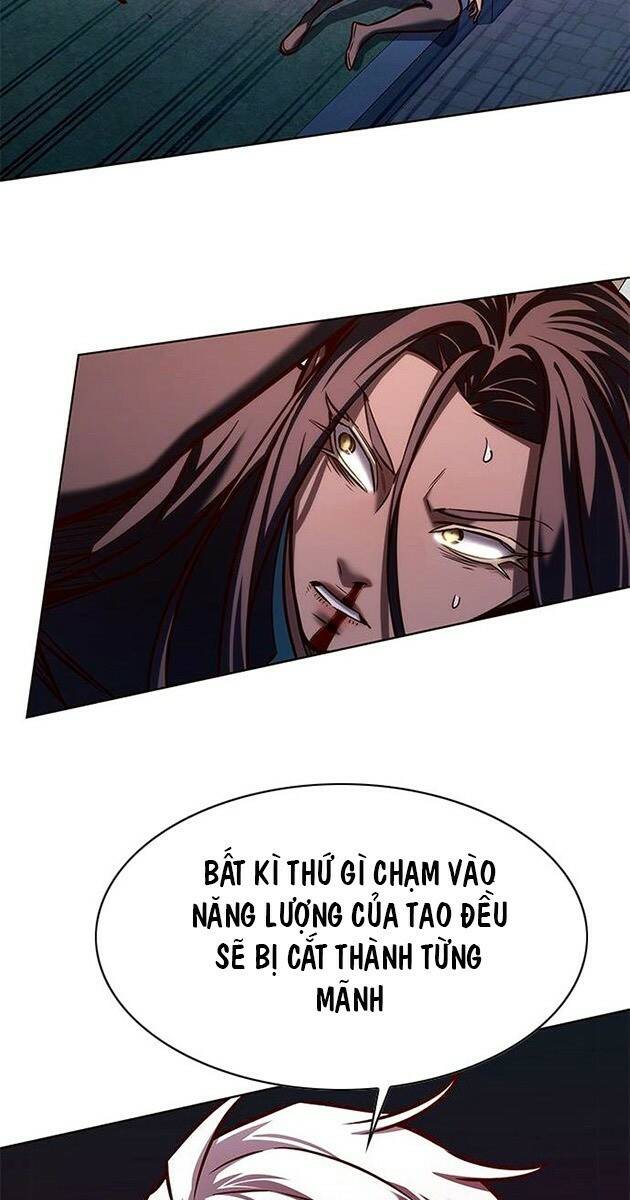 BẤT KÌ THỨ GÌ CHẠM VÀO
NĂNG LƯỢNG CỦA TAO ĐỀU
SẼ BỊ CẮT THÀNH TỪNG
MÃNH